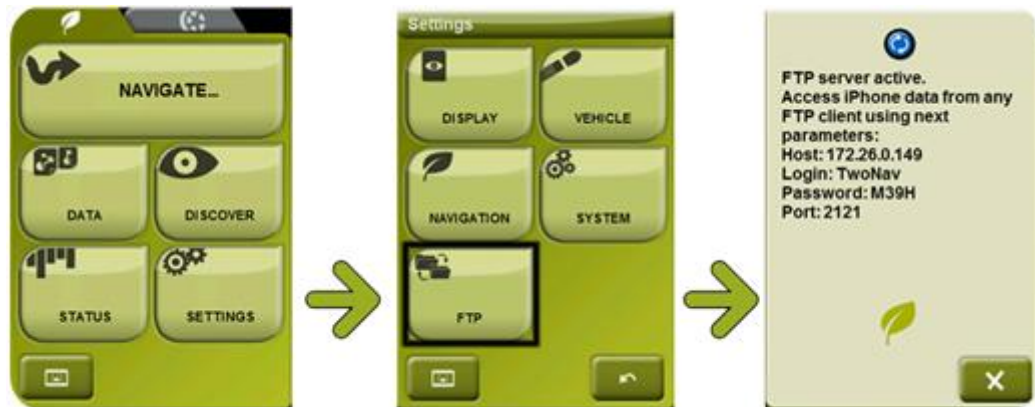 NAVIGATE...
DATA
DISCOVER
STATUS
SETTINGS
Settings
DISPLAY
VEHICLE
NAVIGATION
SYSTEM
FTP
FTP server active.
Access iPhone data from any
FTP client using next
parameters:
Host: 172.26.0.149
Login: TwoNav
Password: M39H
Port: 2121